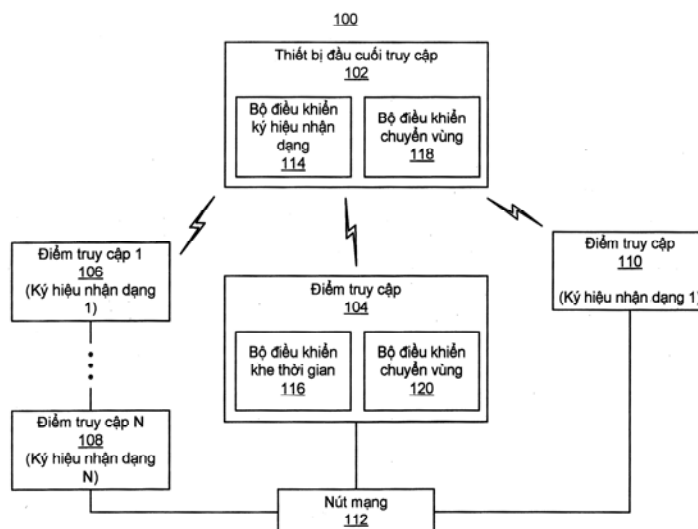 100
Thiết bị đầu cuối truy cập
102
Bộ điều khiển
ký hiệu nhận
dạng
114
Bộ điều khiển
chuyển vùng
118
Điểm truy cập 1
106
(Ký hiệu nhận dạng
1)
Điểm truy cập N
108
(Ký hiệu nhận dạng
N)
Điểm truy cập
104
Bộ điều khiển
khe thời gian
116
Bộ điều khiển
chuyển vùng
120
Điểm truy cập
110
(Ký hiệu nhận dạng 1)
Nút mạng
112